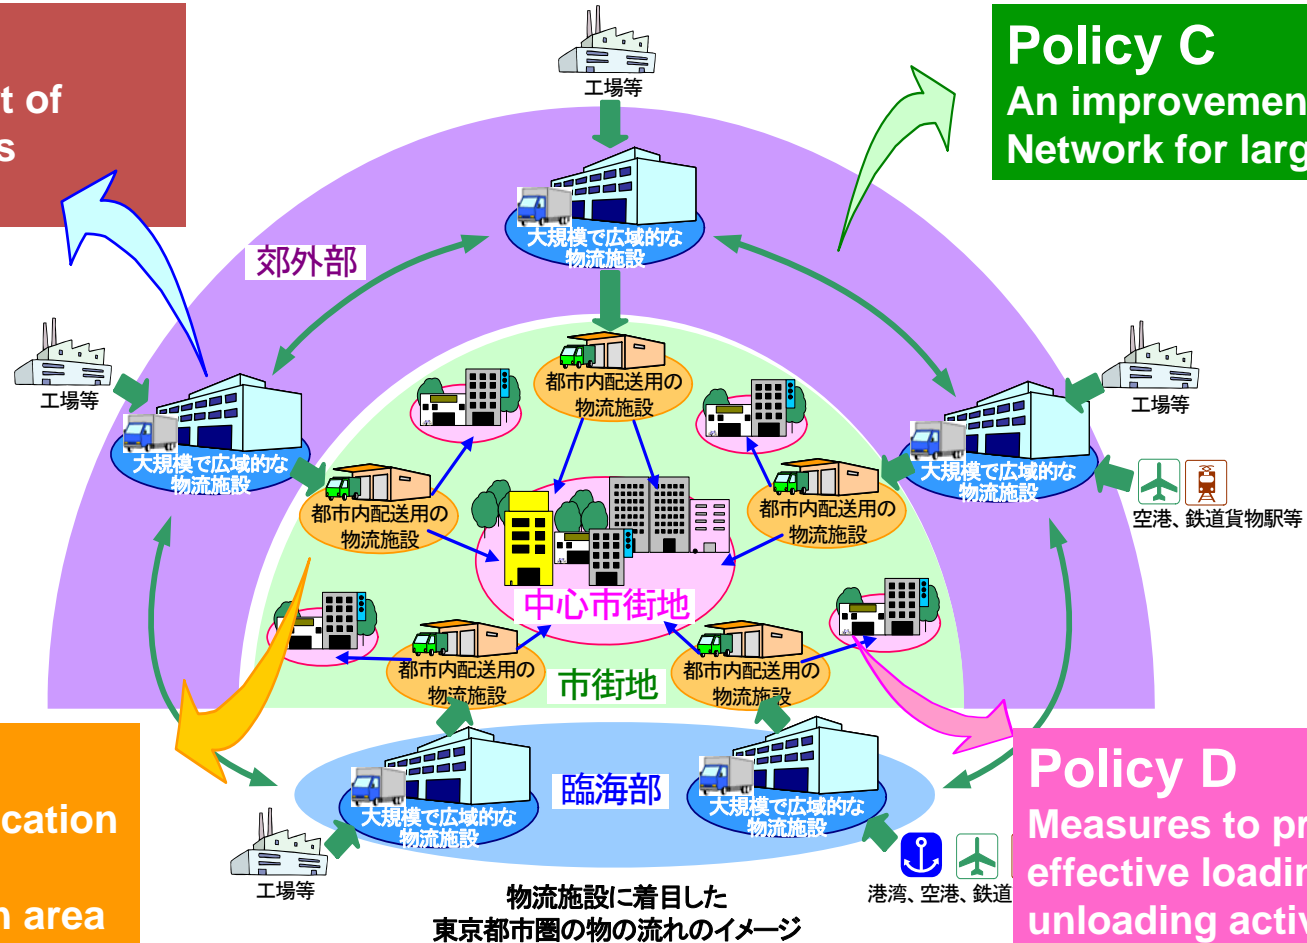 工場等
Policy C
An improvemen
Network for larg
t of
s
大規模で広域的な
物流施設
郊外部
工場等
都市内配送用の
物流施設
工場等
大規模で広域的な
物流施設
大規模で広域的な
物流施設
空港、鉄道貨物駅等
都市内配送用の
物流施設
都市内配送用の
物流施設
中心市街地
都市内配送用の
物流施設
市街地
都市内配送用の
物流施設
cation
n area
臨海部
大規模で広域的な
物流施設
大規模で広域的な
物流施設
Policy D
Measures to pr
effective loadin
unloading activ
工場等
港湾、空港、鉄道
物流施設に着目した
東京都市圏の物の流れのイメージ